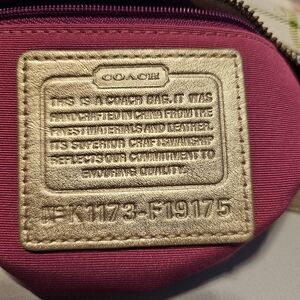 COACH
THIS IS A COACH BAG. IT WAS
HANDCRAFTED IN CHINA FROM THE
FINEST MATERIALS AND LEATHER.
ITS SUPERIOR CRAFTSMANSHIP
REFLECTS OUR COMMITMENT TO
ENDURING QUALITY.
№EK1173-F19175